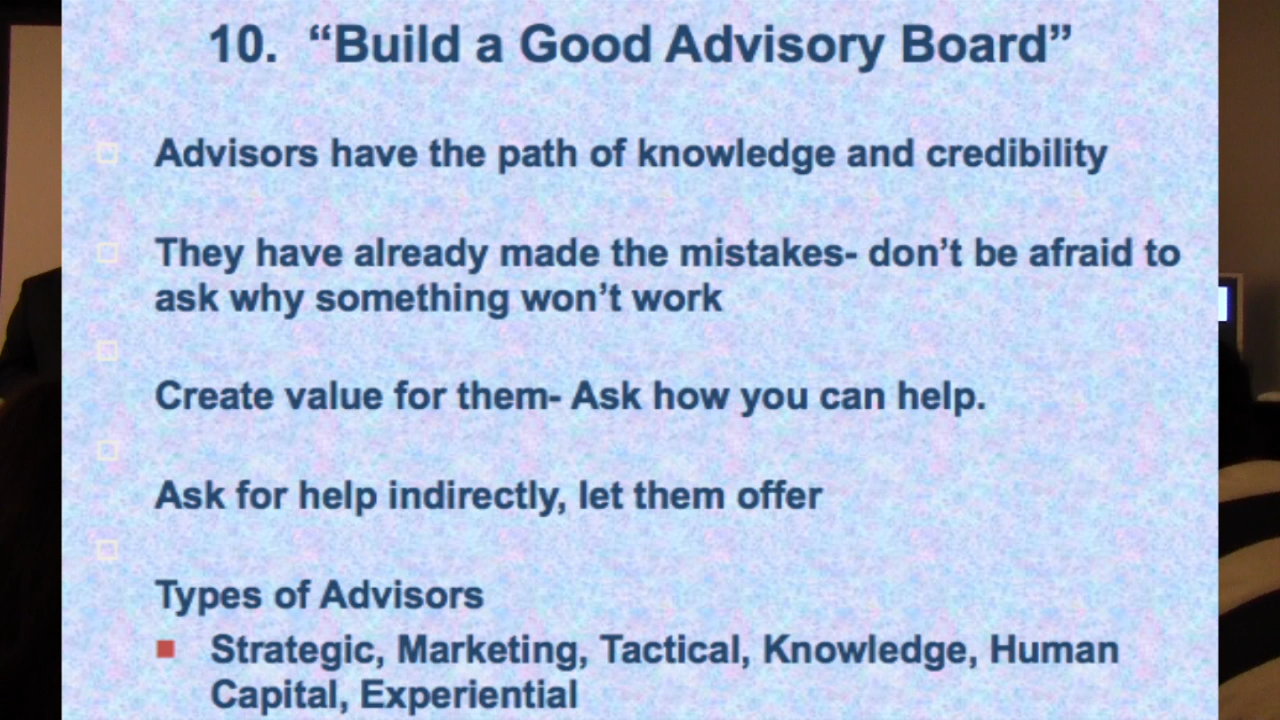 10. “Build a Good Advisory Board”
Advisors have the path of knowledge and credibility
They have already made the mistakes- don’t be afraid to
ask why something won’t work
Create value for them- Ask how you can help.
Ask for help indirectly, let them offer
Types of Advisors
Strategic, Marketing, Tactical, Knowledge, Human
Capital, Experiential